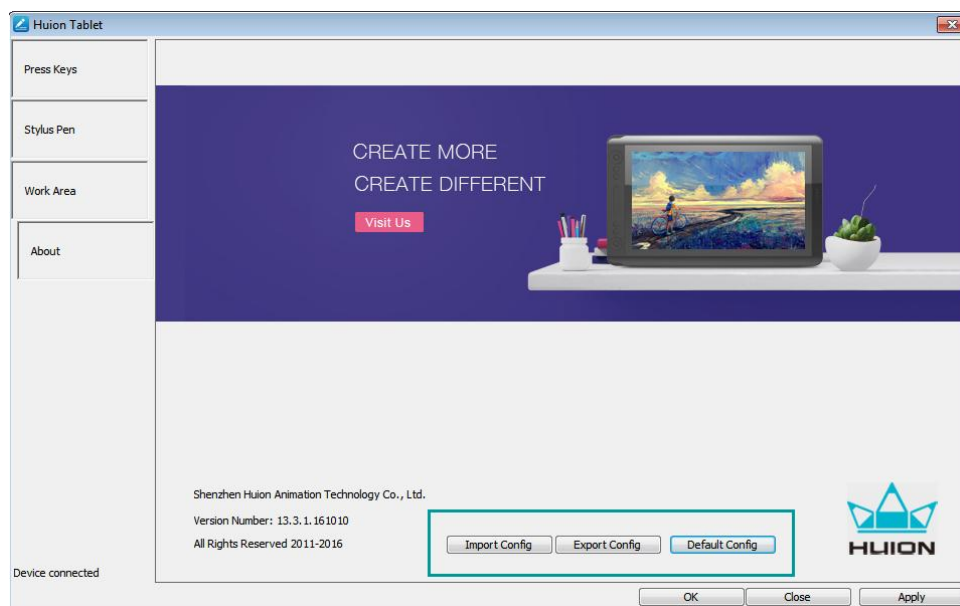 Huion Tablet
Press Keys
Stylus Pen
Work Area
About
CREATE MORE
CREATE DIFFERENT
Visit Us
Shenzhen Huion Animation Technology Co., Ltd.
Version Number: 13.3.1.161010
All Rights Reserved 2011-2016
Import Config Export Config Default Config
HUION
Device connected
OK Close Apply